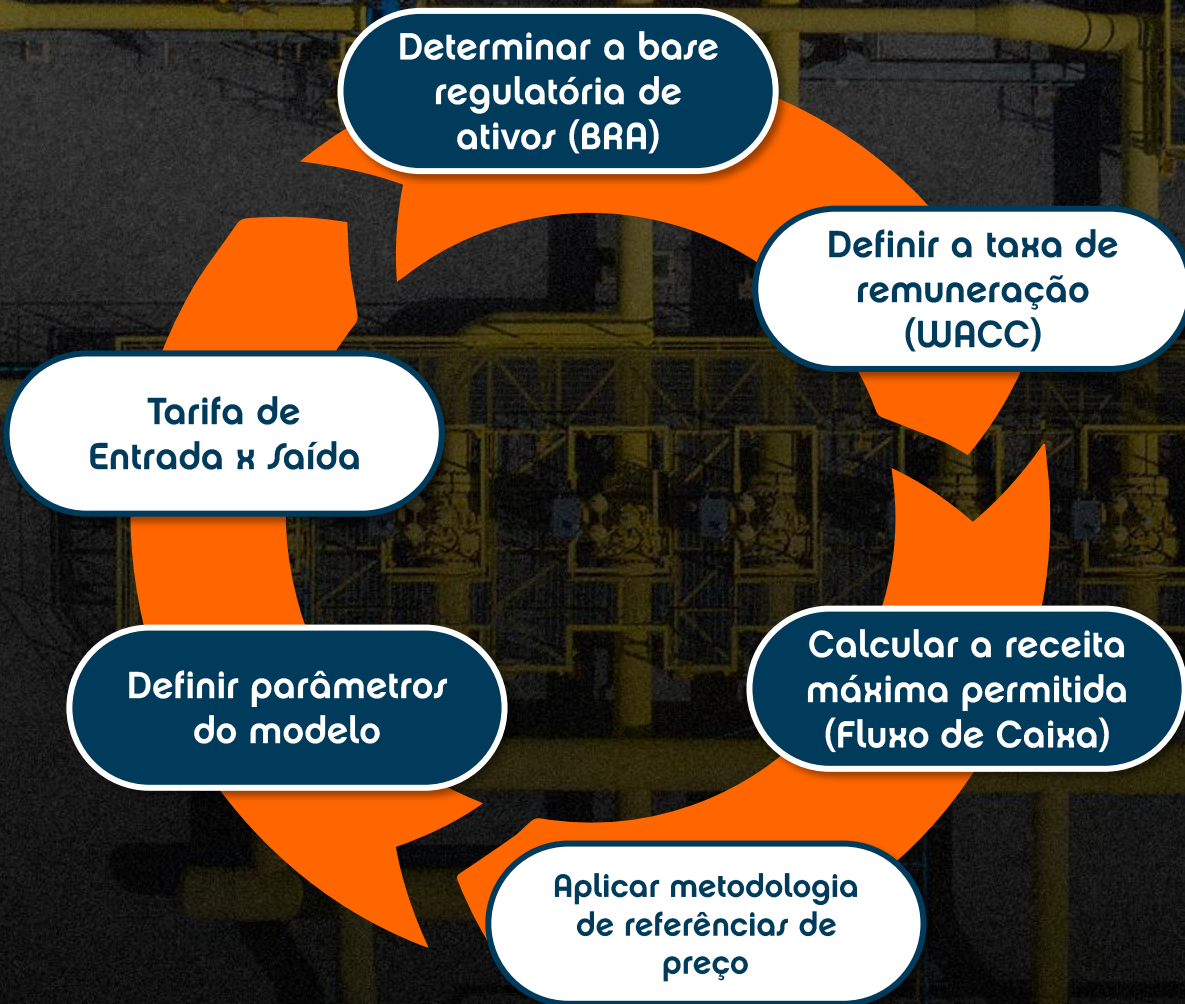 Determinar a base
regulatória de
ativos (BRA)
Definir a taxa de
remuneração
(WACC)
Calcular a receita
máxima permitida
(Fluxo de Caixa)
Aplicar metodologia
de referências de
preço
Definir parâmetros
do modelo
Tarifa de
Entrada x Saída